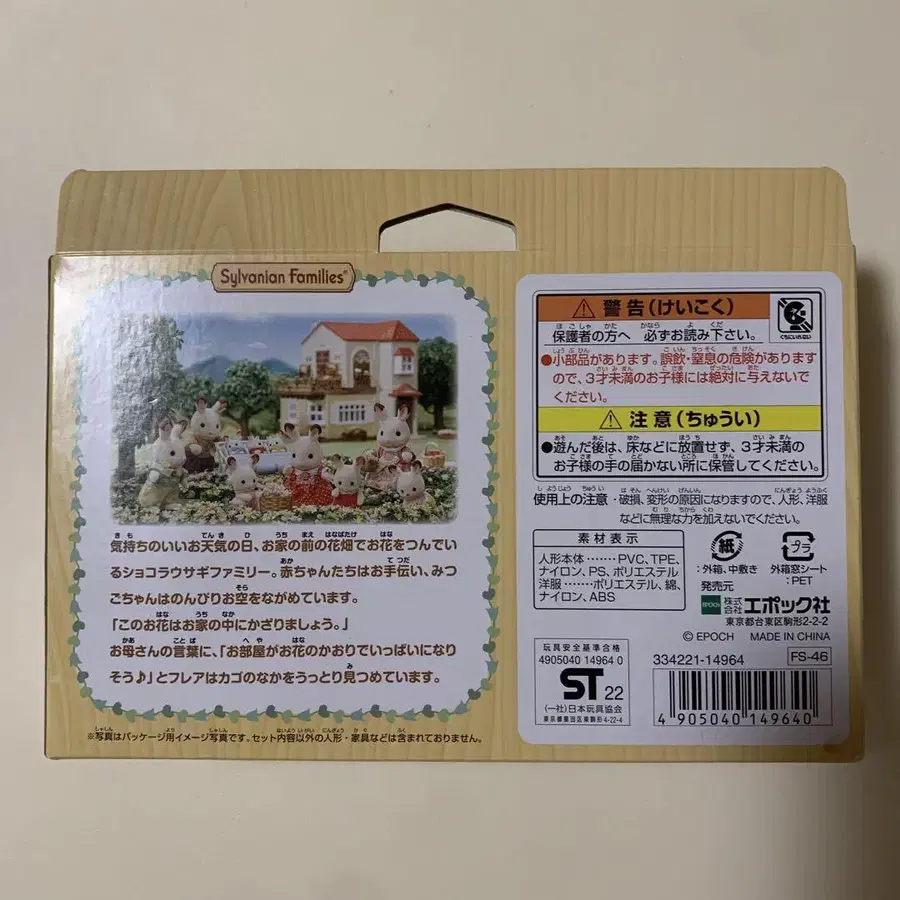 Sylvanian Families®
気持ちのいいお天気の日、お家の前の花畑でお花をつんでい
るショコラウサギファミリー。赤ちゃんたちはお手伝い、みつ
ごちゃんはのんびりお空をながめています。
「このお花はお家の中にかざりましょう。」
お母さんの言葉に、「お部屋がお花のかおりでいっぱいになり
そう♪」とフレアはカゴのなかをうっとり見つめています。
※写真はパッケージ用イメージ写真です。セット内容以外の人形・家具などは含まれておりません。
警告(けいこく)
保護者の方へ 必ずお読み下さい。
●小部品があります。誤飲・窒息の危険があります
ので、3才未満のお子様には絶対に与えないで
ください。
注意(ちゅうい)
●遊んだ後は、床などに放置せず、3才未満の
お子様の手の届かない所に保管してください。
使用上の注意・破損、変形の原因になりますので、人形、洋服
などに無理な力を加えないでください。
素材表示
人形本体……PVC、TPE、
ナイロン、PS、ポリエステル
洋服……ポリエステル、綿、
ナイロン、ABS
紙
:外箱、中敷き
プラ
外箱窓シート
:PET
発売元
EPOCH 株式会社 エポック社
東京都台東区駒形2-2-2
© EPOCH MADE IN CHINA
玩具安全基準合格
4905040 14964 0
ST 22
(一社)日本玩具協会
東京都墨田区東駒形4-22-4
334221-14964
FS-46
4 905040 149640